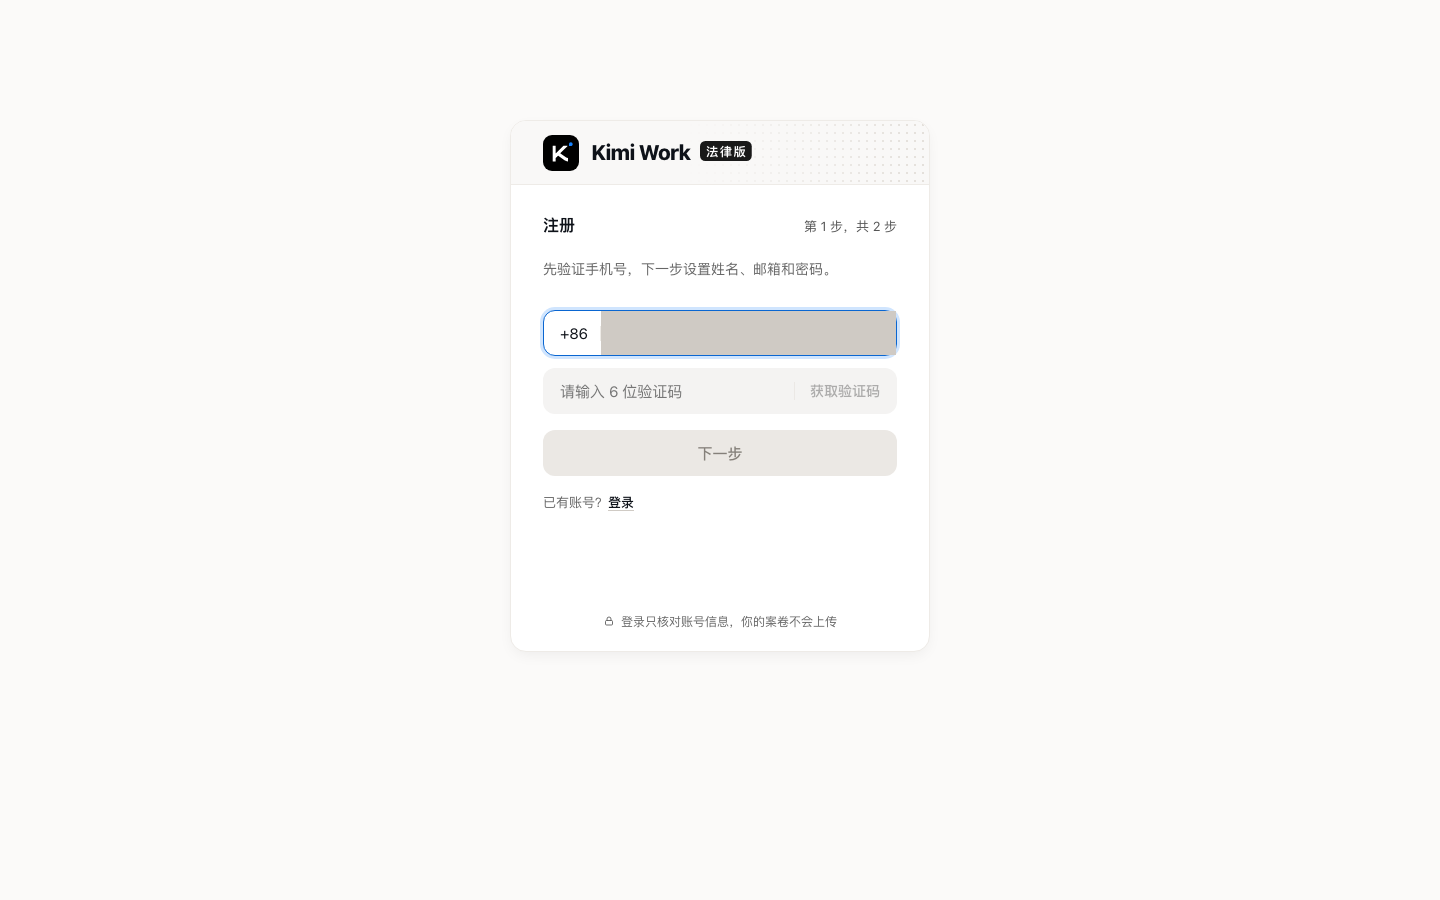 Kimi Work 法律版
注册 第 1 步，共 2 步
先验证手机号，下一步设置姓名、邮箱和密码。
+86
请输入 6 位验证码 获取验证码
下一步
已有账号？登录
登录只核对账号信息，你的案卷不会上传